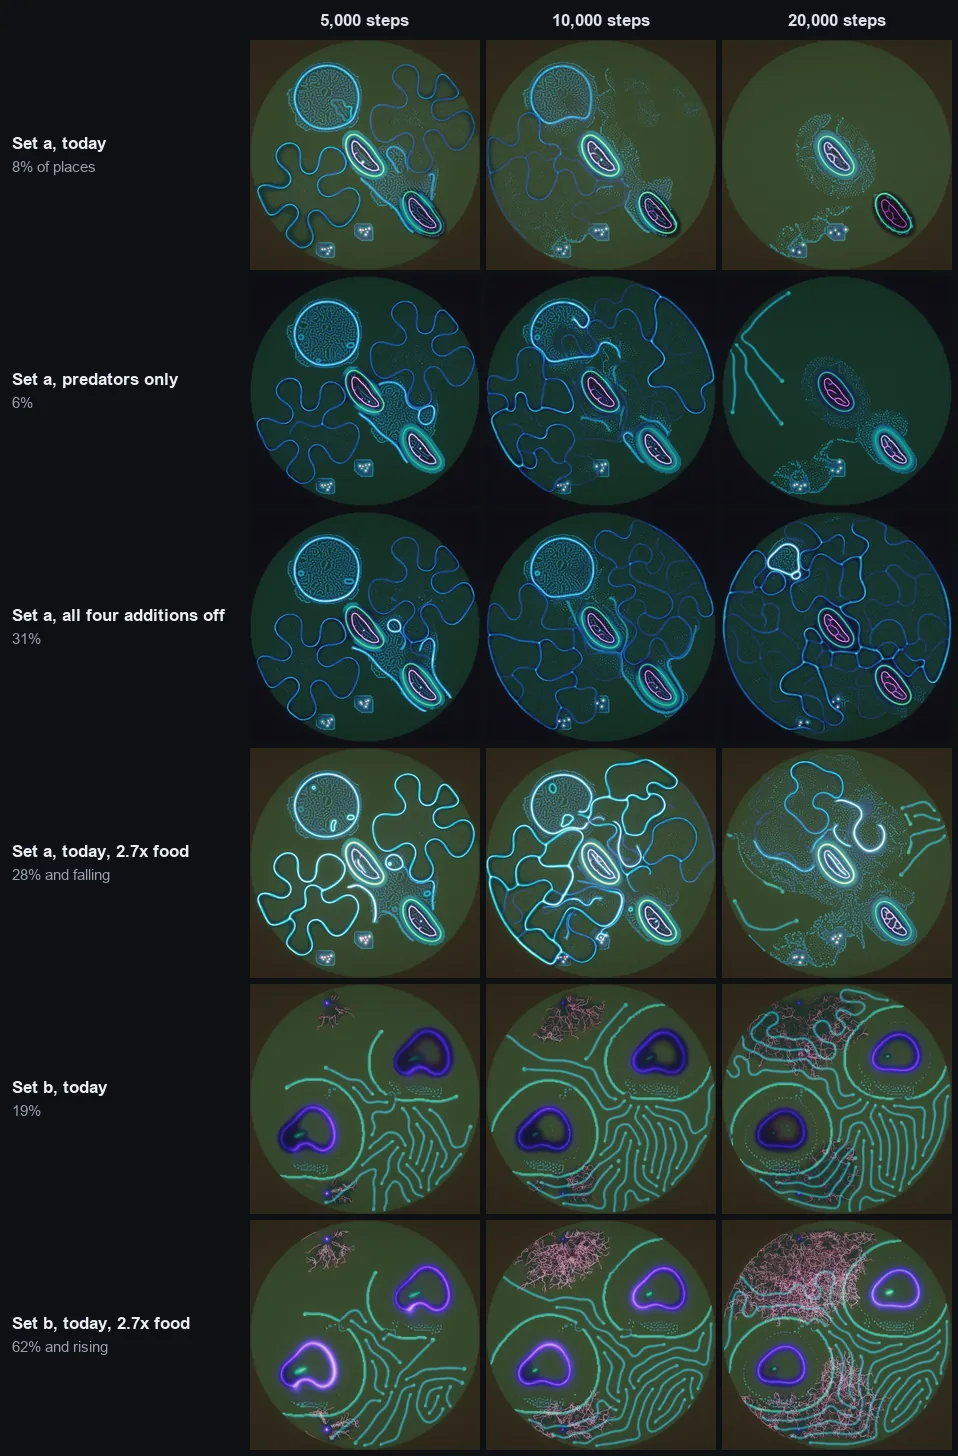 5,000 steps
10,000 steps
20,000 steps
Set a, today
8% of places
Set a, predators only
6%
Set a, all four additions off
31%
Set a, today, 2.7x food
28% and falling
Set b, today
19%
Set b, today, 2.7x food
62% and rising